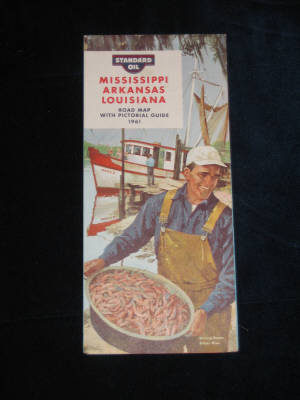 STANDARD
OIL
MISSISSIPPI
ARKANSAS
LOUISIANA
ROAD MAP
WITH PICTORIAL GUIDE
1961